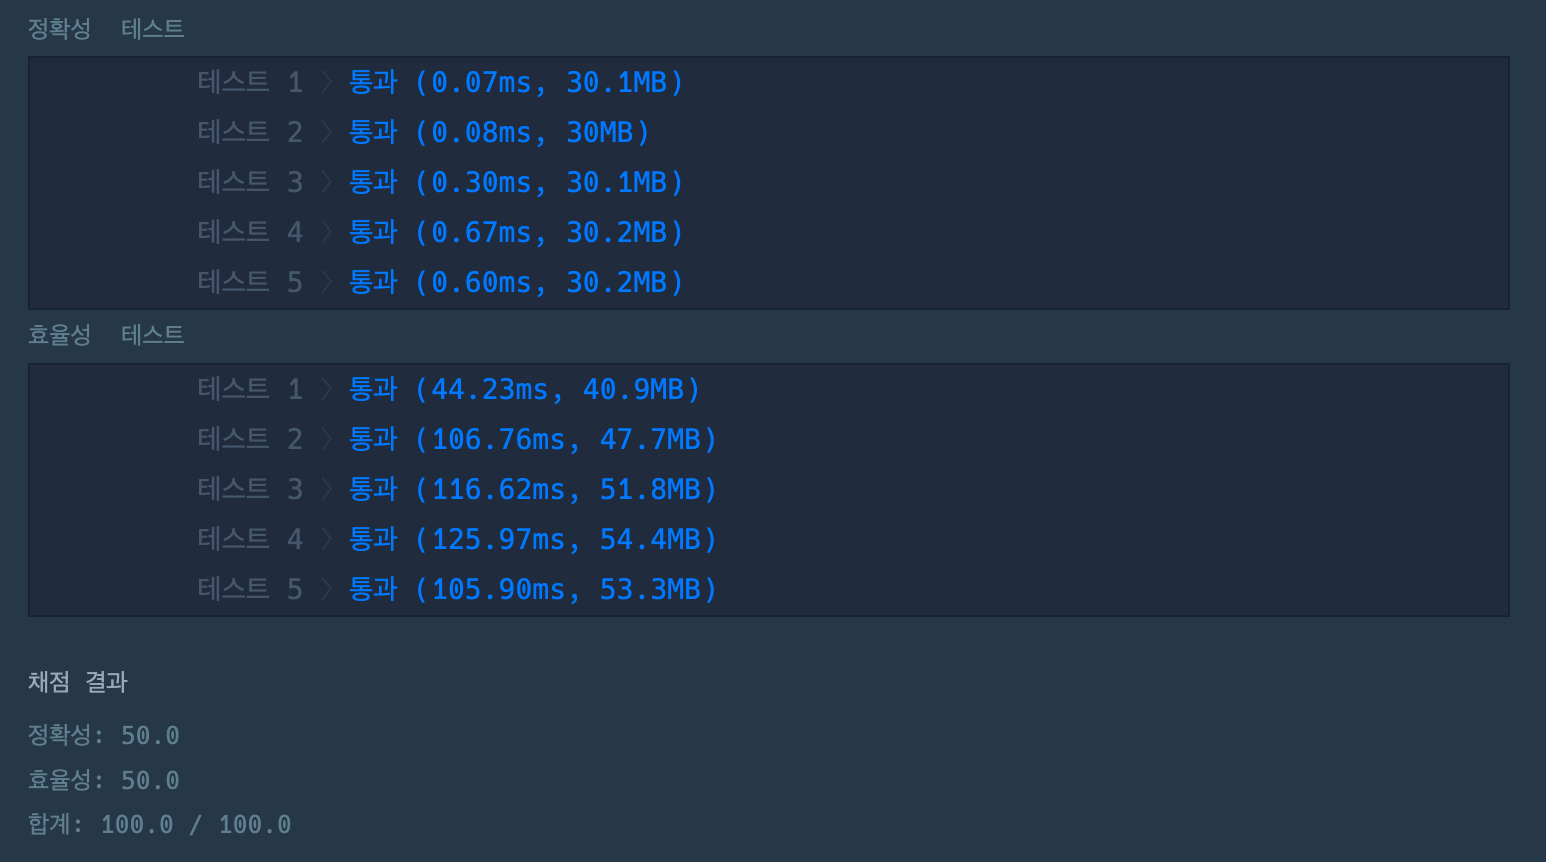 정확성 테스트
테스트 1 〉 통과 (0.07ms, 30.1MB)
테스트 2 〉 통과 (0.08ms, 30MB)
테스트 3 〉 통과 (0.30ms, 30.1MB)
테스트 4 〉 통과 (0.67ms, 30.2MB)
테스트 5 〉 통과 (0.60ms, 30.2MB)
효율성 테스트
테스트 1 〉 통과 (44.23ms, 40.9MB)
테스트 2 〉 통과 (106.76ms, 47.7MB)
테스트 3 〉 통과 (116.62ms, 51.8MB)
테스트 4 〉 통과 (125.97ms, 54.4MB)
테스트 5 〉 통과 (105.90ms, 53.3MB)
채점 결과
정확성: 50.0
효율성: 50.0
합계: 100.0 / 100.0